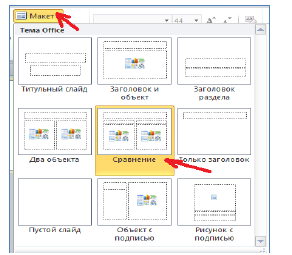 Макет
44
Тема Office
Титульный слайд
Заголовок и
объект
Заголовок
раздела
Два объекта
Сравнение
Только заголовок
Пустой слайд
Объект с
подписью
Рисунок с
подписью